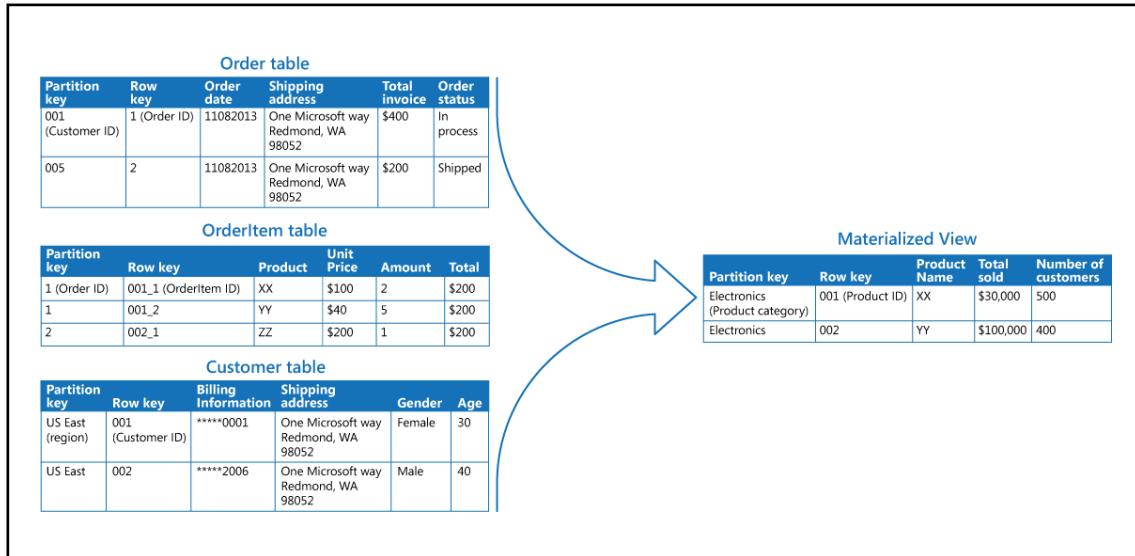 Order table
Partition key Row key Order date Shipping address Total invoice Order status
001 (Customer ID) 1 (Order ID) 11082013 One Microsoft way Redmond, WA 98052 $400 In process
005 2 11082013 One Microsoft way Redmond, WA 98052 $200 Shipped
OrderItem table
Partition key Row key Product Unit Price Amount Total
1 (Order ID) 001_1 (OrderItem ID) XX $100 2 $200
1 001_2 YY $40 5 $200
2 002_1 ZZ $200 1 $200
Customer table
Partition key Row key Billing Information Shipping address Gender Age
US East (region) 001 (Customer ID) *****0001 One Microsoft way Redmond, WA 98052 Female 30
US East 002 *****2006 One Microsoft way Redmond, WA 98052 Male 40
Materialized View
Partition key Row key Product Name Total sold Number of customers
Electronics (Product category) 001 (Product ID) XX $30,000 500
Electronics 002 YY $100,000 400